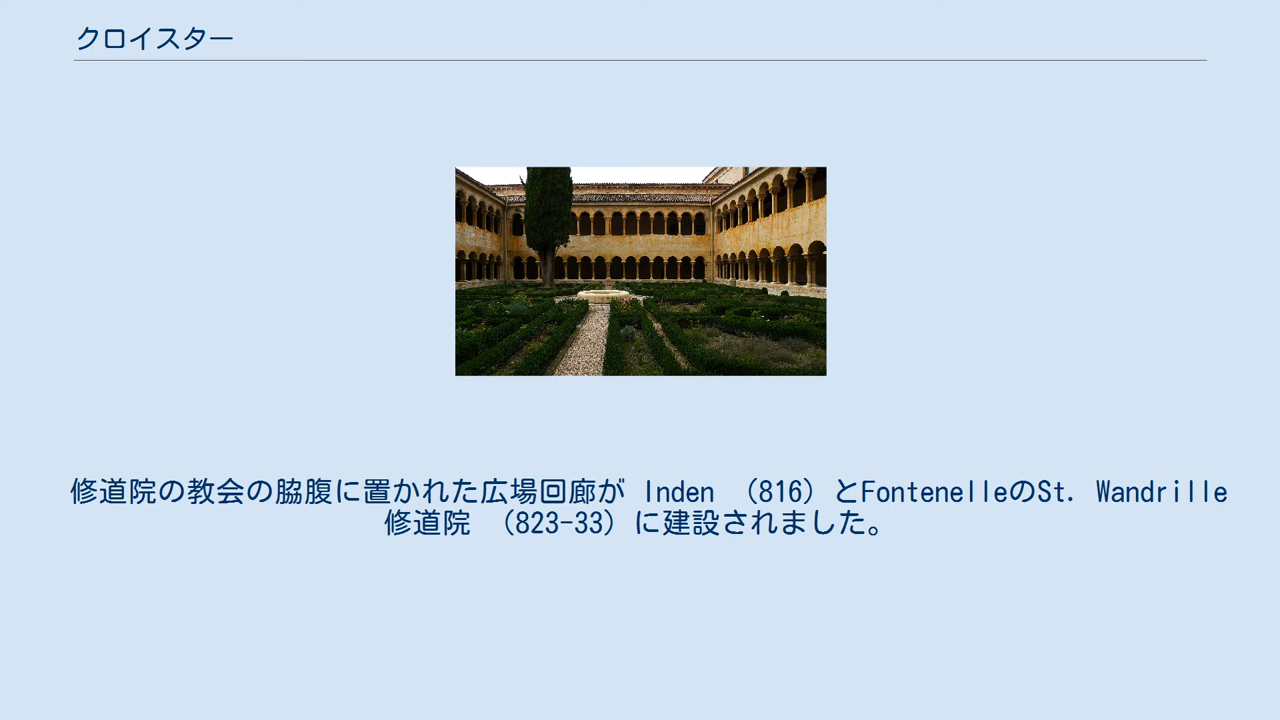 クロイスター
修道院の教会の脇腹に置かれた広場回廊が Inden （816）とFontenelleのSt. Wandrille
修道院 （823-33）に建設されました。